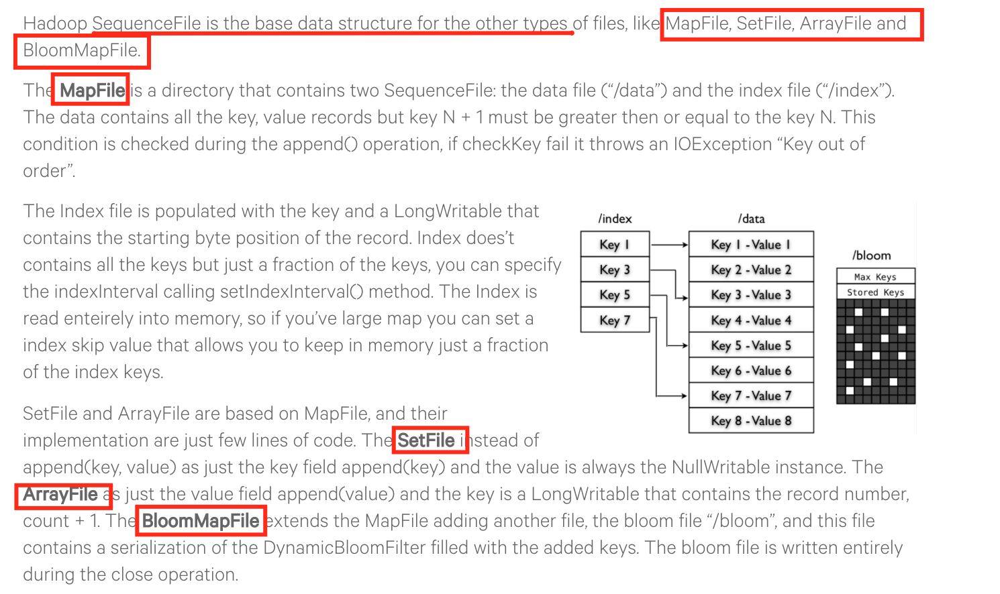 Hadoop SequenceFile is the base data structure for the other types of files, like MapFile, SetFile, ArrayFile and
BloomMapFile.
The MapFile is a directory that contains two SequenceFile: the data file (“/data”) and the index file (“/index”).
The data contains all the key, value records but key N + 1 must be greater then or equal to the key N. This
condition is checked during the append() operation, if checkKey fail it throws an IOException “Key out of
order”.
The Index file is populated with the key and a LongWritable that
contains the starting byte position of the record. Index does’t
contains all the keys but just a fraction of the keys, you can specify
the indexInterval calling setIndexInterval() method. The Index is
read enteirely into memory, so if you’ve large map you can set a
index skip value that allows you to keep in memory just a fraction
of the index keys.
/index
Key 1
Key 3
Key 5
Key 7
/data
Key 1 - Value 1
Key 2 - Value 2
Key 3 - Value 3
Key 4 - Value 4
Key 5 - Value 5
Key 6 - Value 6
Key 7 - Value 7
Key 8 - Value 8
/bloom
Max Keys
Stored Keys
SetFile and ArrayFile are based on MapFile, and their
implementation are just few lines of code. The SetFile instead of
append(key, value) as just the key field append(key) and the value is always the NullWritable instance. The
ArrayFile as just the value field append(value) and the key is a LongWritable that contains the record number,
count + 1. The BloomMapFile extends the MapFile adding another file, the bloom file “/bloom”, and this file
contains a serialization of the DynamicBloomFilter filled with the added keys. The bloom file is written entirely
during the close operation.